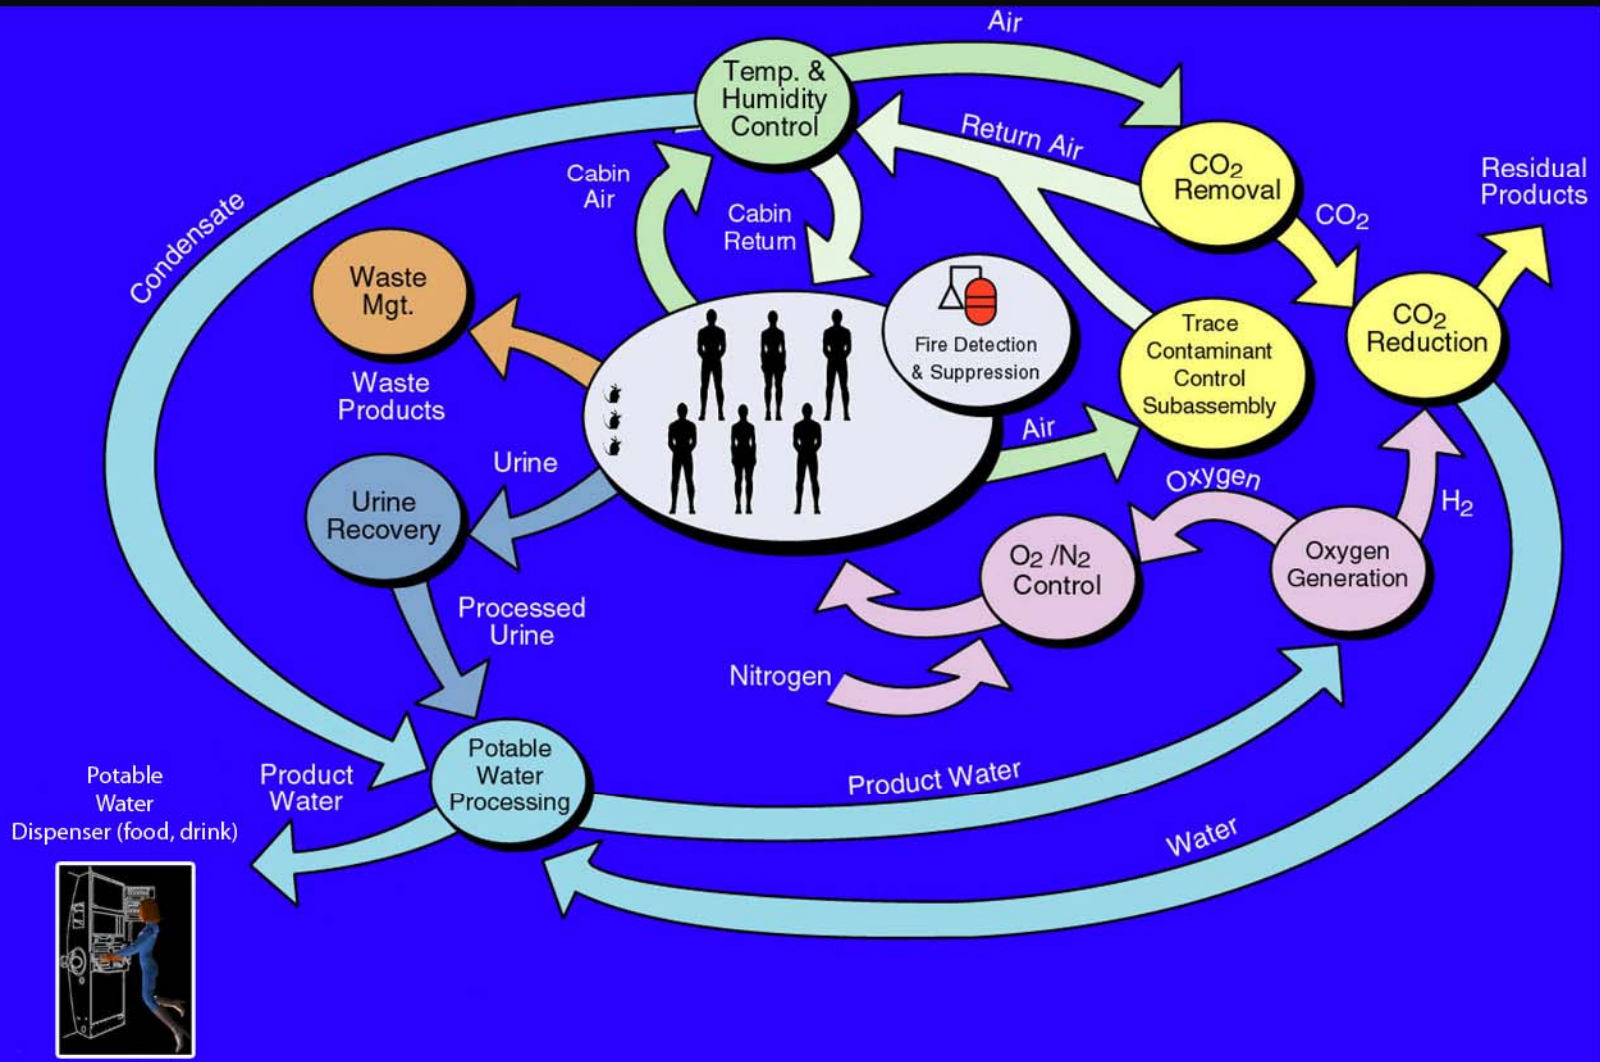 Air
Temp. &
Humidity
Control
Return Air
CO2
Removal
Residual
Products
Cabin
Air
Cabin
Return
CO2
Condensate
Waste
Mgt.
Fire Detection
& Suppression
Trace
Contaminant
Control
Subassembly
CO2
Reduction
Waste
Products
Air
Urine
Oxygen
H2
Urine
Recovery
O2 /N2
Control
Oxygen
Generation
Processed
Urine
Nitrogen
Potable
Water
Processing
Product Water
Product
Water
Potable
Water
Dispenser (food, drink)
Water